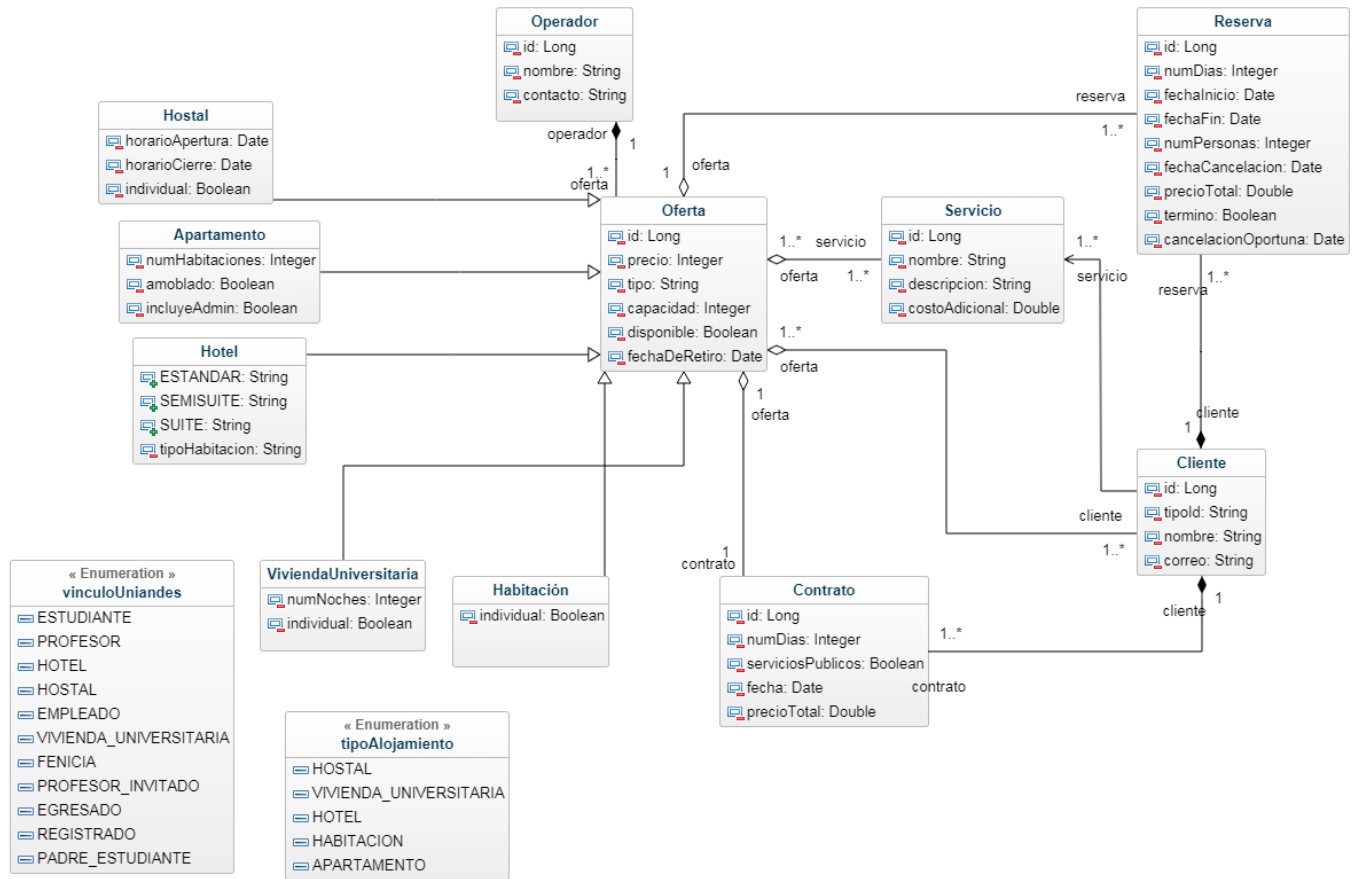 Operador
id: Long
nombre: String
contacto: String
operador
1
1..*
oferta
Reserva
id: Long
numDias: Integer
fechaInicio: Date
fechaFin: Date
numPersonas: Integer
fechaCancelacion: Date
precioTotal: Double
termino: Boolean
cancelacionOportuna: Date
reserva
1..*
1
oferta
Hostal
horarioApertura: Date
horarioCierre: Date
individual: Boolean
Apartamento
numHabitaciones: Integer
amoblado: Boolean
incluyeAdmin: Boolean
Hotel
ESTANDAR: String
SEMISUITE: String
SUITE: String
tipoHabitacion: String
Oferta
id: Long
precio: Integer
tipo: String
capacidad: Integer
disponible: Boolean
fechaDeRetiro: Date
1..*
servicio
oferta
1..*
1..*
oferta
1
oferta
Servicio
id: Long
nombre: String
descripcion: String
costoAdicional: Double
1..*
servicio
1..*
reserva
cliente
1
Cliente
id: Long
tipoId: String
nombre: String
correo: String
cliente
1..*
1
cliente
1
contrato
Contrato
id: Long
numDias: Integer
serviciosPublicos: Boolean
fecha: Date
precioTotal: Double
1..*
contrato
ViviendaUniversitaria
numNoches: Integer
individual: Boolean
Habitación
individual: Boolean
« Enumeration »
vinculoUniandes
ESTUDIANTE
PROFESOR
HOTEL
HOSTAL
EMPLEADO
VIVIENDA_UNIVERSITARIA
FENICIA
PROFESOR_INVITADO
EGRESADO
REGISTRADO
PADRE_ESTUDIANTE
« Enumeration »
tipoAlojamiento
HOSTAL
VIVIENDA_UNIVERSITARIA
HOTEL
HABITACION
APARTAMENTO